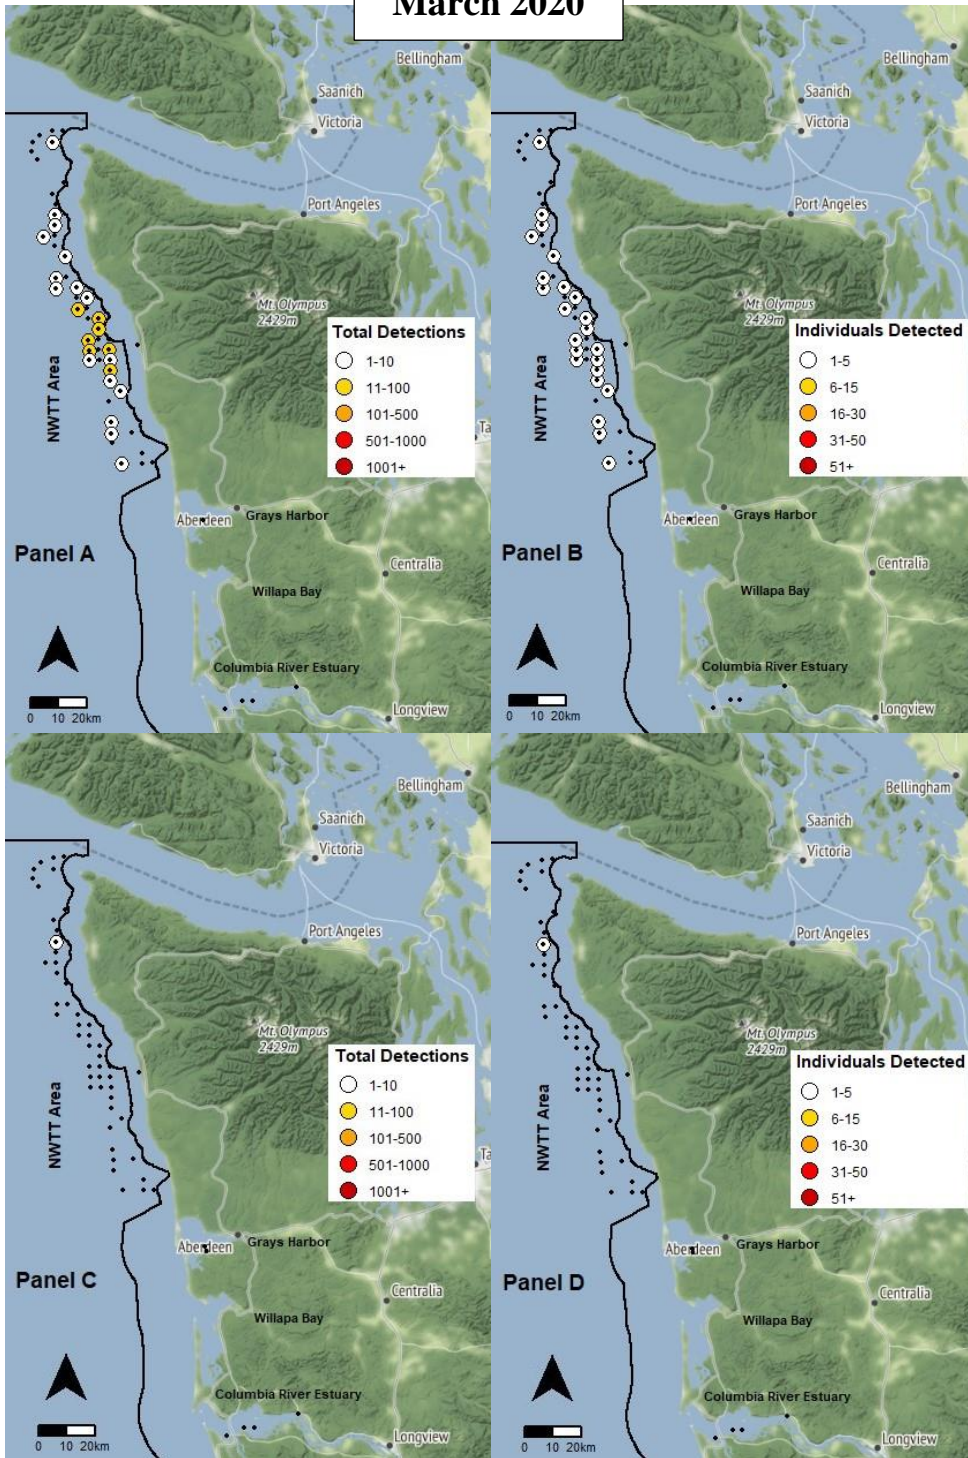 March 2020
Bellingham
Saanich
Victoria
Port Angeles
Mt. Olympus
2429m
Total Detections
1-10
11-100
101-500
501-1000
1001+
NWTT Area
Ta
Aberdeen
Grays Harbor
Panel A
Centralia
Willapa Bay
Columbia River Estuary
Longview
0 10 20km
Bellingham
Saanich
Victoria
Port Angeles
Mt. Olympus
2429m
Individuals Detected
1-5
6-15
16-30
31-50
51+
NWTT Area
Aberdeen
Grays Harbor
Panel B
Centralia
Willapa Bay
Columbia River Estuary
Longview
0 10 20km
Bellingham
Saanich
Victoria
Port Angeles
Mt. Olympus
2429m
Total Detections
1-10
11-100
101-500
501-1000
1001+
NWTT Area
Ta
Aberdeen
Grays Harbor
Panel C
Centralia
Willapa Bay
Columbia River Estuary
Longview
0 10 20km
Bellingham
Saanich
Victoria
Port Angeles
Mt. Olympus
2429m
Individuals Detected
1-5
6-15
16-30
31-50
51+
NWTT Area
Aberdeen
Grays Harbor
Panel D
Centralia
Willapa Bay
Columbia River Estuary
Longview
0 10 20km